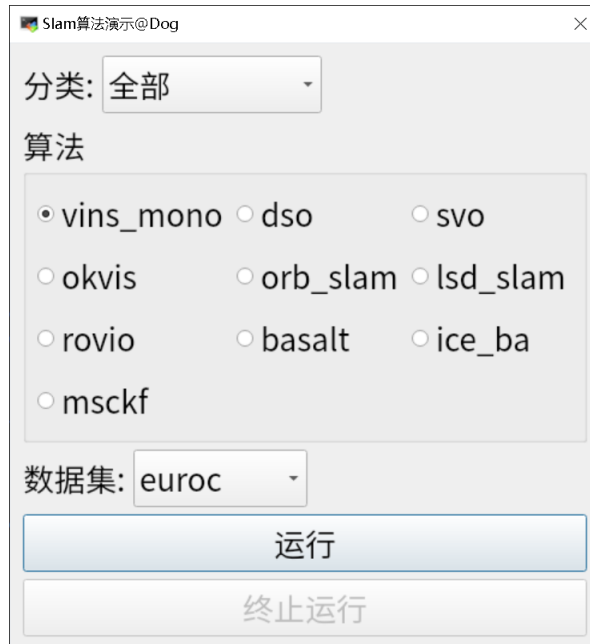 Slam算法演示@Dog
分类: 全部
算法
vins_mono dso svo
okvis orb_slam lsd_slam
rovio basalt ice_ba
msckf
数据集: euroc
运行
终止运行